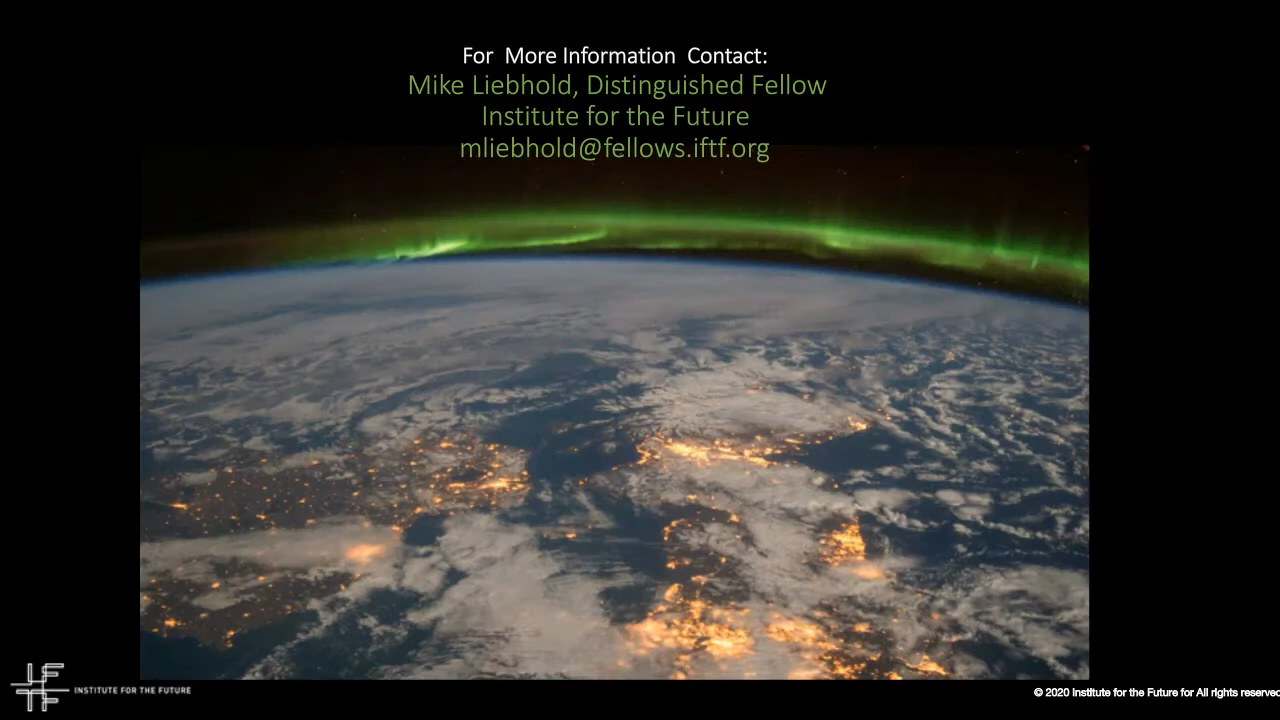 For More Information Contact:
Mike Liebhold, Distinguished Fellow
Institute for the Future
mliebhold@fellows.iftf.org
INSTITUTE FOR THE FUTURE
© 2020 Institute for the Future for All rights reserved